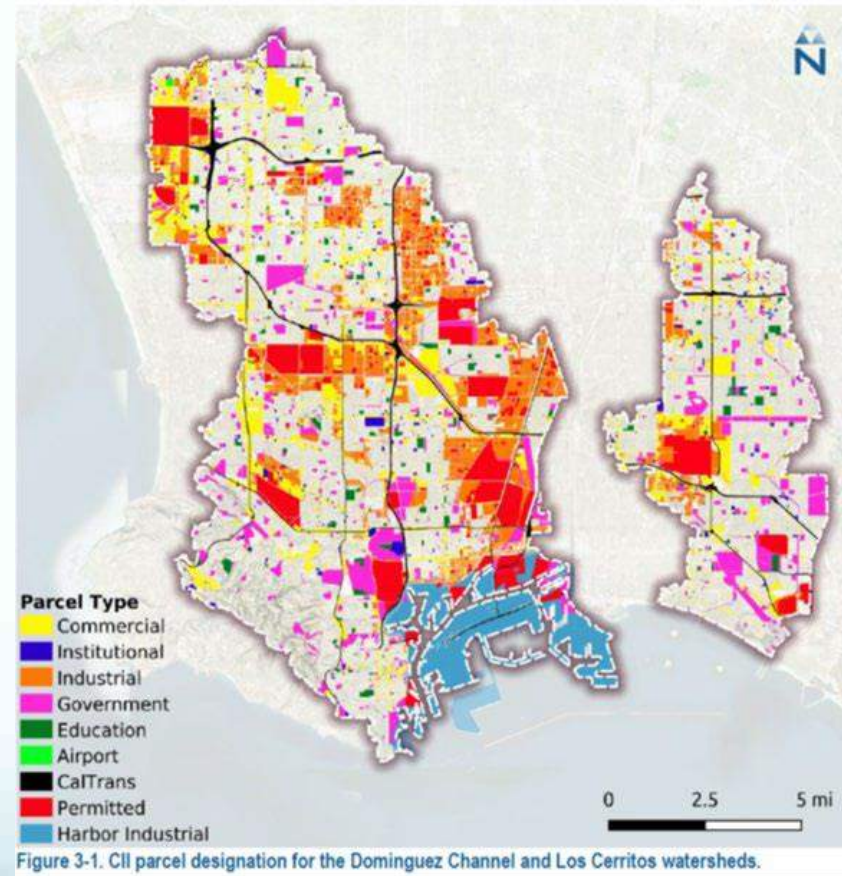 N
Parcel Type
Commercial
Institutional
Industrial
Government
Education
Airport
CalTrans
Permitted
Harbor Industrial
0 2.5 5 mi
Figure 3-1. CII parcel designation for the Dominguez Channel and Los Cerritos watersheds.